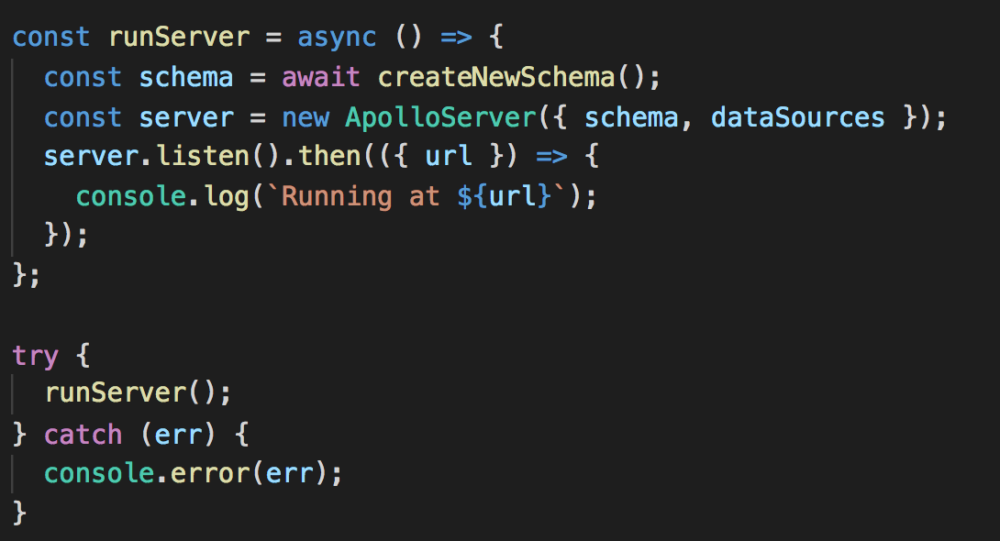 const runServer = async () => {
  const schema = await createNewSchema();
  const server = new ApolloServer({ schema, dataSources });
  server.listen().then(({ url }) => {
    console.log(`Running at ${url}`);
  });
};

try {
  runServer();
} catch (err) {
  console.error(err);
}